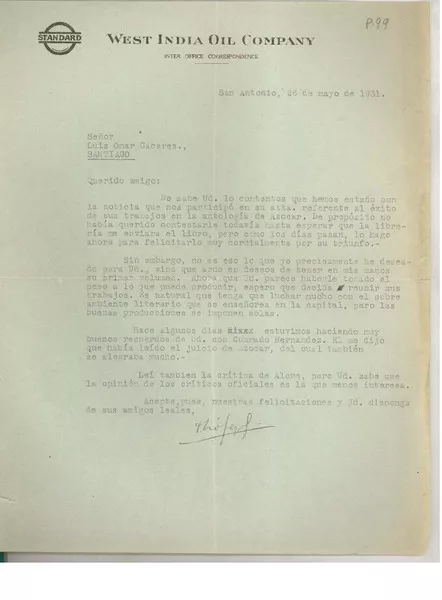 P.99
STANDARD
WEST INDIA OIL COMPANY
INTER OFFICE CORRESPONDENCE
San Antonio, 26 de mayo de 1931.
Señor
Luis Omar Cáceres.,
SANTIAGO
Querido amigo:
No sabe Ud. lo contentos que hemos estado con
la noticia que nos participó en su atta. referente al éxito
de sus trabajos en la antología de Azocar. De propósito no
había querido contestarle todavía hasta esperar que la libre-
ría me enviara el libro, pero como los días pasan, lo hago
ahora para felicitarlo muy cordialmente por su triunfo.-
Sin embargo, no es eso lo que yo precisamente he desea-
do para Ud., sino que ardo en deseos de tener en mis manos
su primer volumen. Ahora que Ud. parece haberle tomado el
peso a lo que puede producir, espero que decida reunir sus
trabajos. Es natural que tenga que luchar mucho con el pobre
ambiente literario que se enseñorea en la capital, pero las
buenas producciones se imponen solas.
Hace algunos días xixxx estuvimos haciendo muy
buenos recuerdos de Ud. con Conrado Hernandez. El me dijo
que había leído el juicio de Azocar, del cual también
se alegraba mucho.-
Leí tambien la crítica de Alone, pero Ud. sabe que
la opinión de los críticos oficiales es la que menos interesa.
Acepte,pues, nuestras felicitaciones y Ud. disponga
de sus amigos leales,